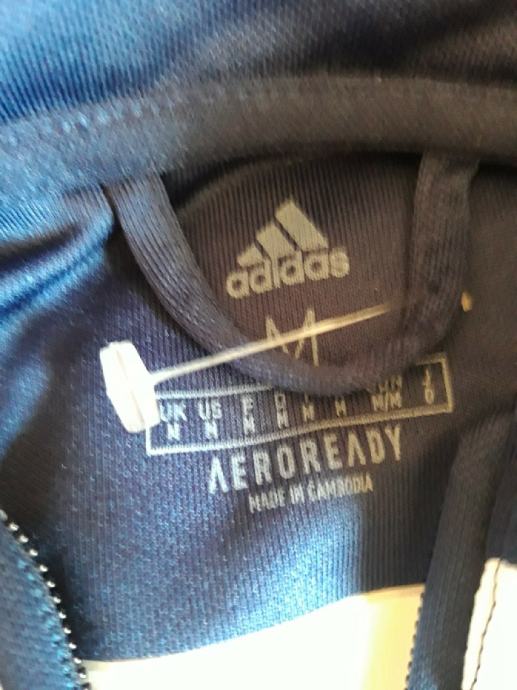 adidas
M
UK US E D J
M M M M M M M/M O
AEROREADY
MADE IN CAMBODIA